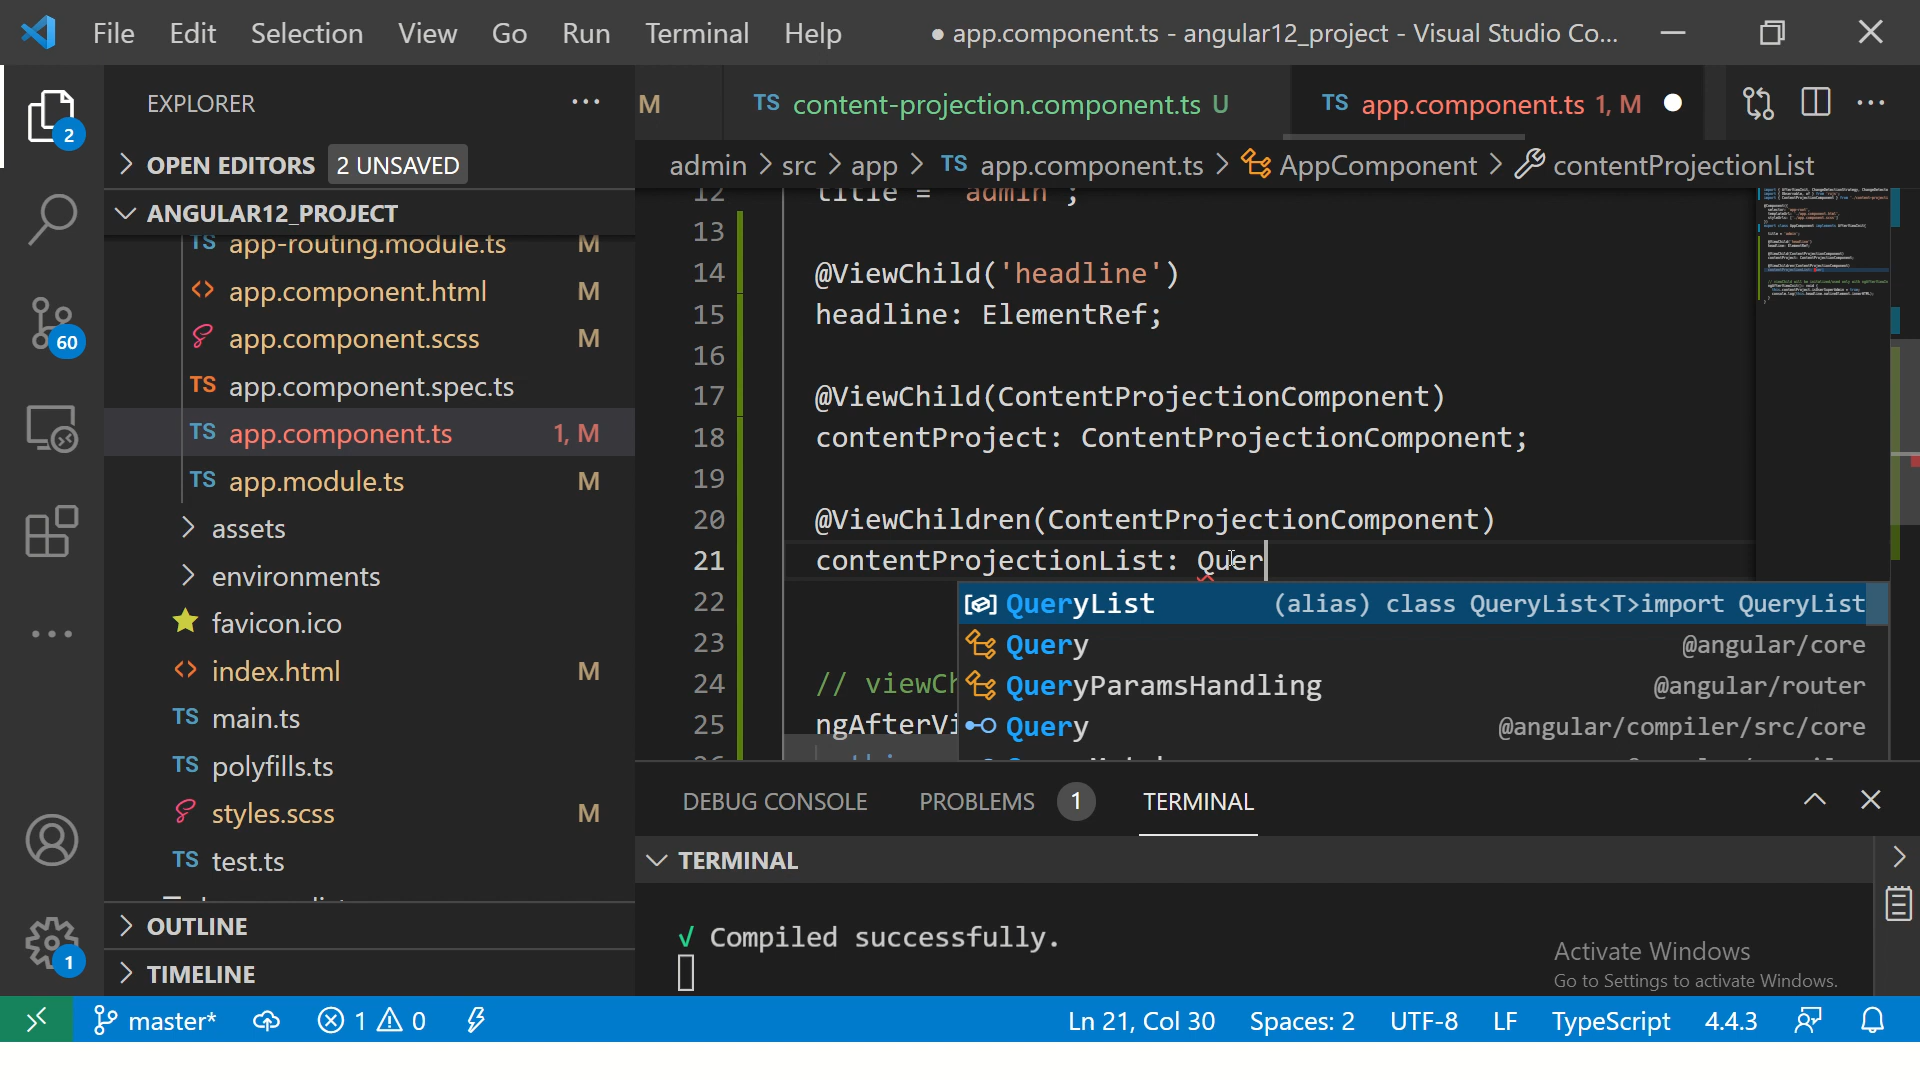 File Edit Selection View Go Run Terminal Help ● app.component.ts - angular12_project - Visual Studio Co...
EXPLORER ...
M TS content-projection.component.ts U TS app.component.ts 1, M
OPEN EDITORS 2 UNSAVED
admin > src > app > TS app.component.ts > AppComponent > contentProjectionList
ANGULAR12_PROJECT
TS app-routing.module.ts M
app.component.html M
app.component.scss M
TS app.component.spec.ts
TS app.component.ts 1, M
TS app.module.ts M
assets
environments
favicon.ico
index.html M
TS main.ts
TS polyfills.ts
styles.scss M
TS test.ts
OUTLINE
TIMELINE
2
60
1
12 title = 'admin';
13
14 @ViewChild('headline')
15 headline: ElementRef;
16
17 @ViewChild(ContentProjectionComponent)
18 contentProject: ContentProjectionComponent;
19
20 @ViewChildren(ContentProjectionComponent)
21 contentProjectionList: Quer
22
23
24 // viewCh
25 ngAfterVi
QueryList (alias) class QueryList<T>import QueryList
Query @angular/core
QueryParamsHandling @angular/router
Query @angular/compiler/src/core
DEBUG CONSOLE PROBLEMS 1 TERMINAL
TERMINAL
√ Compiled successfully.
Activate Windows
Go to Settings to activate Windows.
master* 1 0 Ln 21, Col 30 Spaces: 2 UTF-8 LF TypeScript 4.4.3